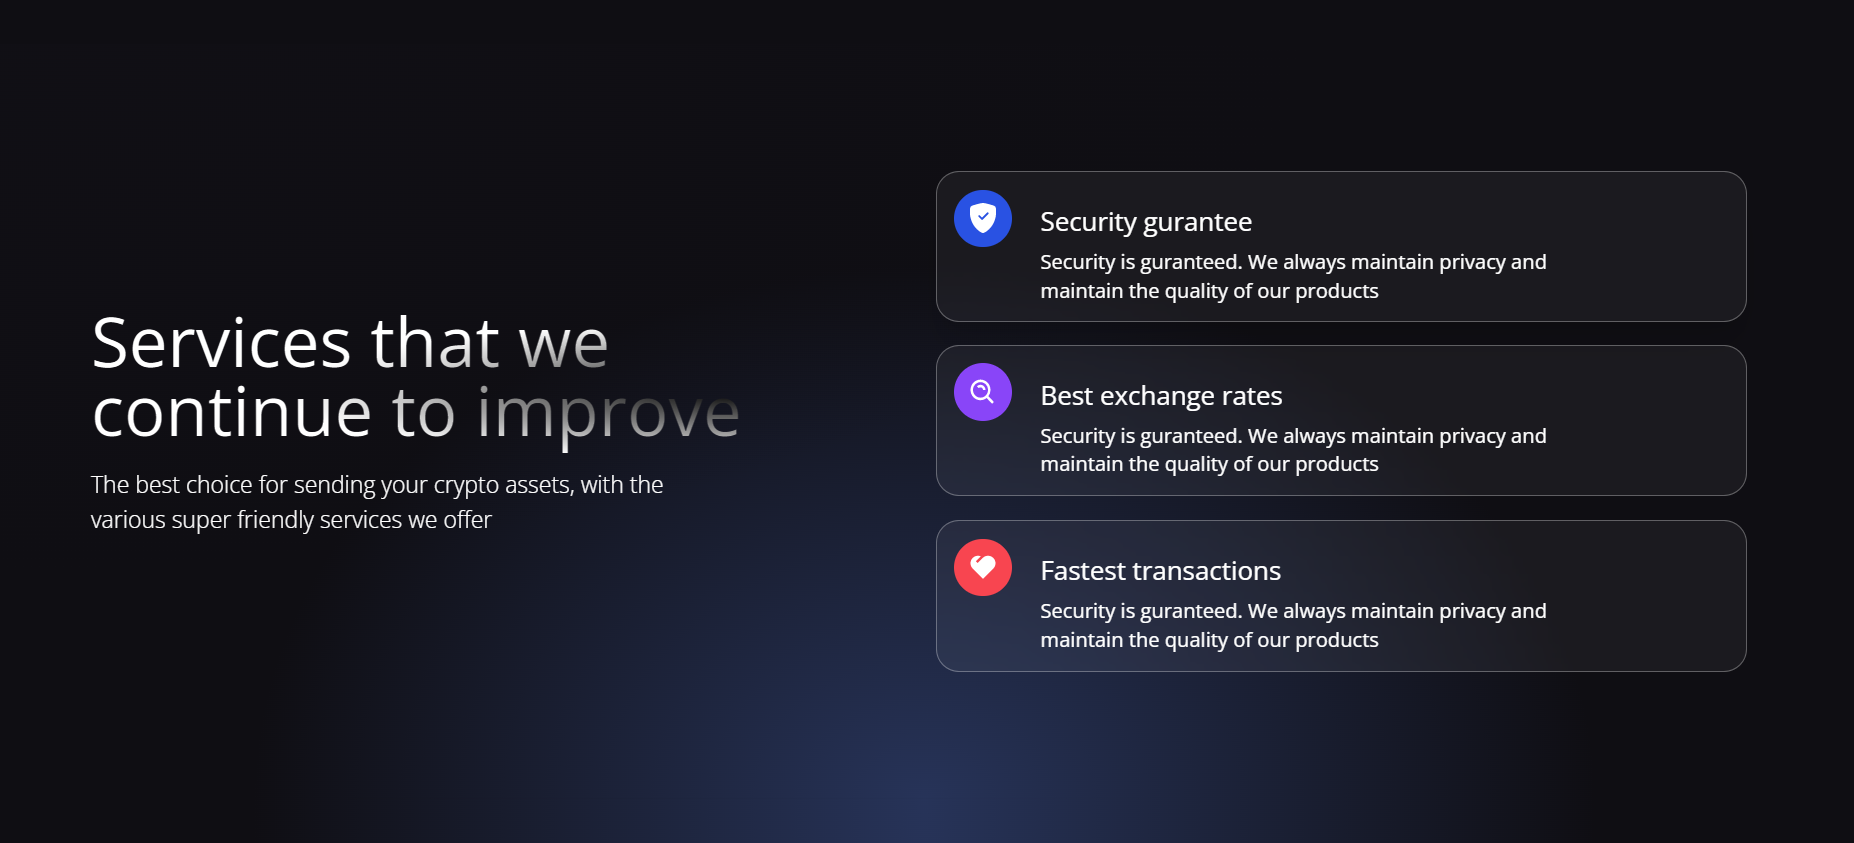 Services that we
continue to improve
The best choice for sending your crypto assets, with the
various super friendly services we offer
Security gurantee
Security is guranteed. We always maintain privacy and
maintain the quality of our products
Best exchange rates
Security is guranteed. We always maintain privacy and
maintain the quality of our products
Fastest transactions
Security is guranteed. We always maintain privacy and
maintain the quality of our products